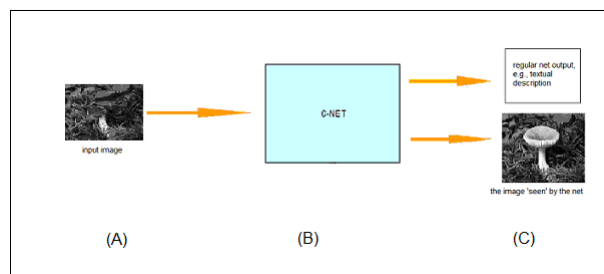 regular net output,
e.g., textual
description
C-NET
input image
the image 'seen' by the net
(A)
(B)
(C)